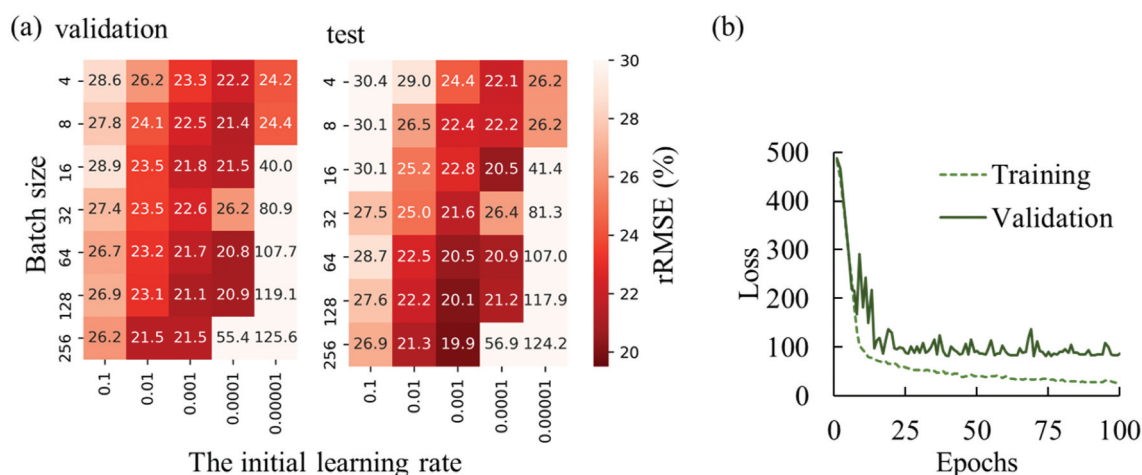 (a) validation
test
(b)
Batch size
4 28.6 26.2 23.3 22.2 24.2
8 27.8 24.1 22.5 21.4 24.4
16 28.9 23.5 21.8 21.5 40.0
32 27.4 23.5 22.6 26.2 80.9
64 26.7 23.2 21.7 20.8 107.7
128 26.9 23.1 21.1 20.9 119.1
256 26.2 21.5 21.5 55.4 125.6
0.1 0.01 0.001 0.0001 0.00001
4 30.4 29.0 24.4 22.1 26.2
8 30.1 26.5 22.4 22.2 26.2
16 30.1 25.2 22.8 20.5 41.4
32 27.5 25.0 21.6 26.4 81.3
64 28.7 22.5 20.5 20.9 107.0
128 27.6 22.2 20.1 21.2 117.9
256 26.9 21.3 19.9 56.9 124.2
0.1 0.01 0.001 0.0001 0.00001
The initial learning rate
30
28
26
24
22
20
rRMSE (%)
Loss
500
400
300
200
100
0
Training
Validation
0 25 50 75 100
Epochs